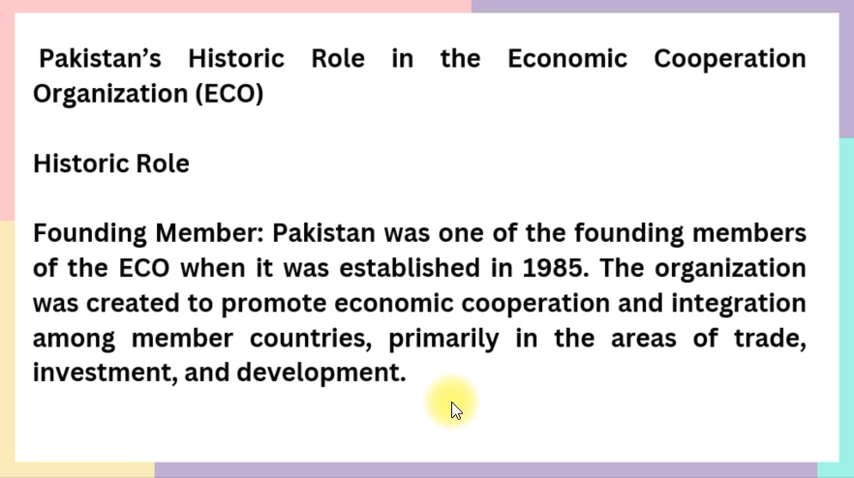 Pakistan’s Historic Role in the Economic Cooperation
Organization (ECO)
Historic Role
Founding Member: Pakistan was one of the founding members
of the ECO when it was established in 1985. The organization
was created to promote economic cooperation and integration
among member countries, primarily in the areas of trade,
investment, and development.